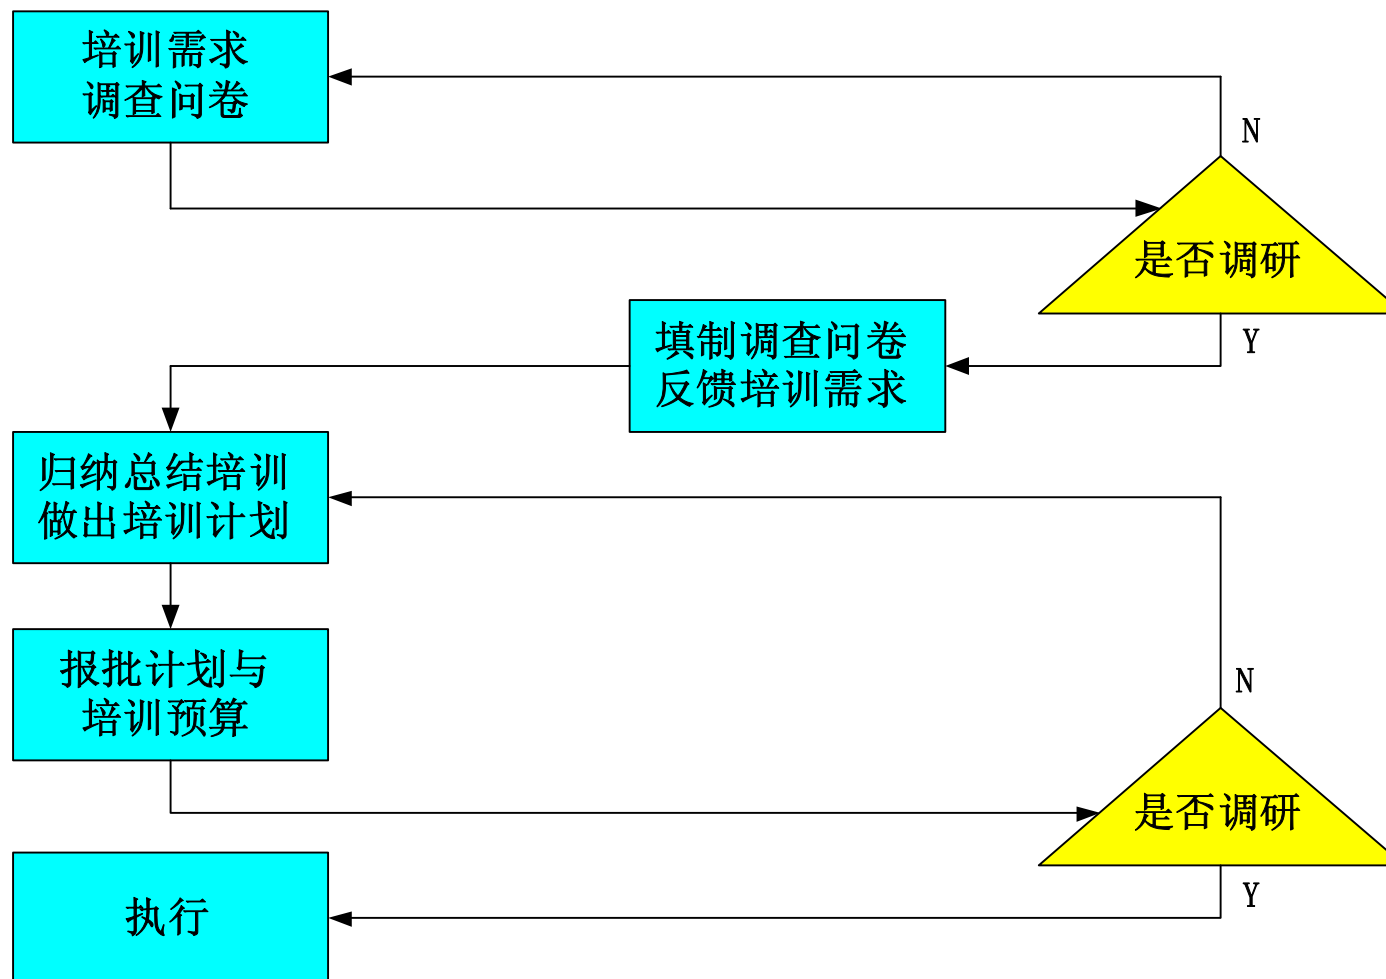 培训需求
调查问卷
N
是否调研
Y
填制调查问卷
反馈培训需求
归纳总结培训
做出培训计划
报批计划与
培训预算
N
是否调研
Y
执行